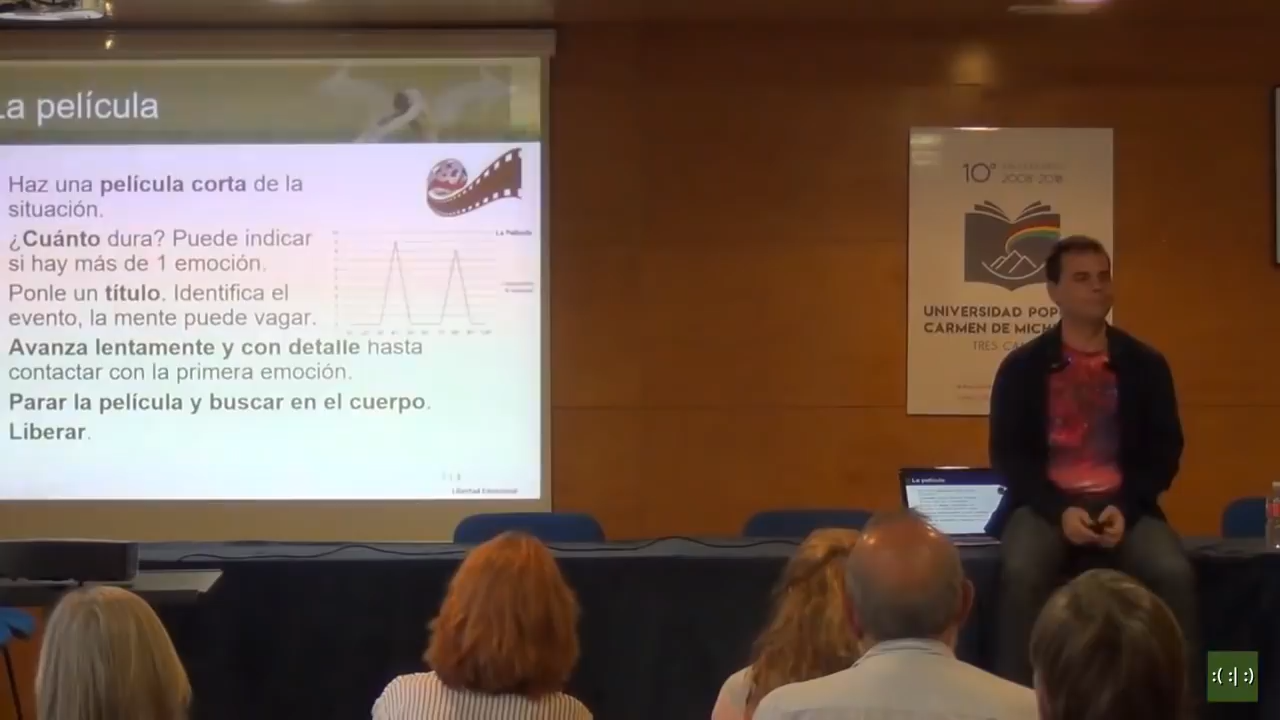 La película
Haz una película corta de la
situación.
¿Cuánto dura? Puede indicar
si hay más de 1 emoción.
Ponle un título. Identifica el
evento, la mente puede vagar.
Avanza lentamente y con detalle hasta
contactar con la primera emoción.
Parar la película y buscar en el cuerpo.
Liberar.
La Película
Libertad Emocional
10º
2008-2018
UNIVERSIDAD POP
CARMEN DE MICH
TRES CA
La película
:( :| :)